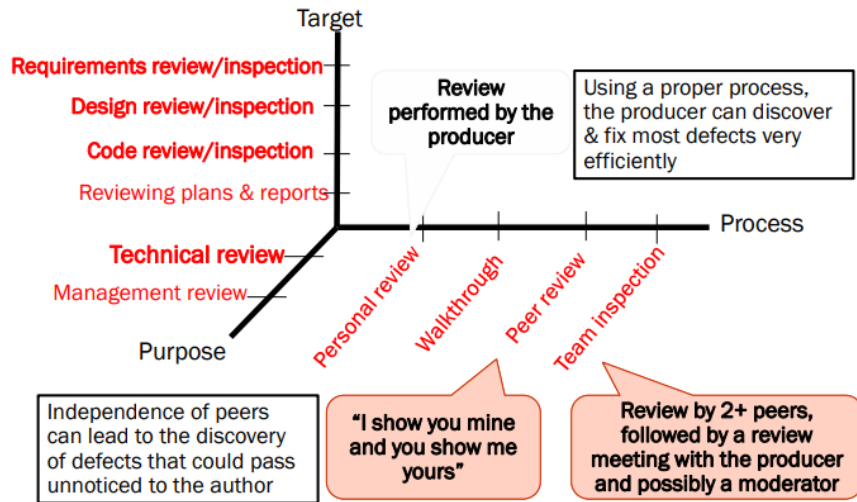 Target
Requirements review/inspection
Design review/inspection
Code review/inspection
Reviewing plans & reports
Review
performed by the
producer
Using a proper process,
the producer can discover
& fix most defects very
efficiently
Process
Technical review
Management review
Purpose
Personal review
Walkthrough
Peer review
Team inspection
Independence of peers
can lead to the discovery
of defects that could pass
unnoticed to the author
“I show you mine
and you show me
yours”
Review by 2+ peers,
followed by a review
meeting with the producer
and possibly a moderator